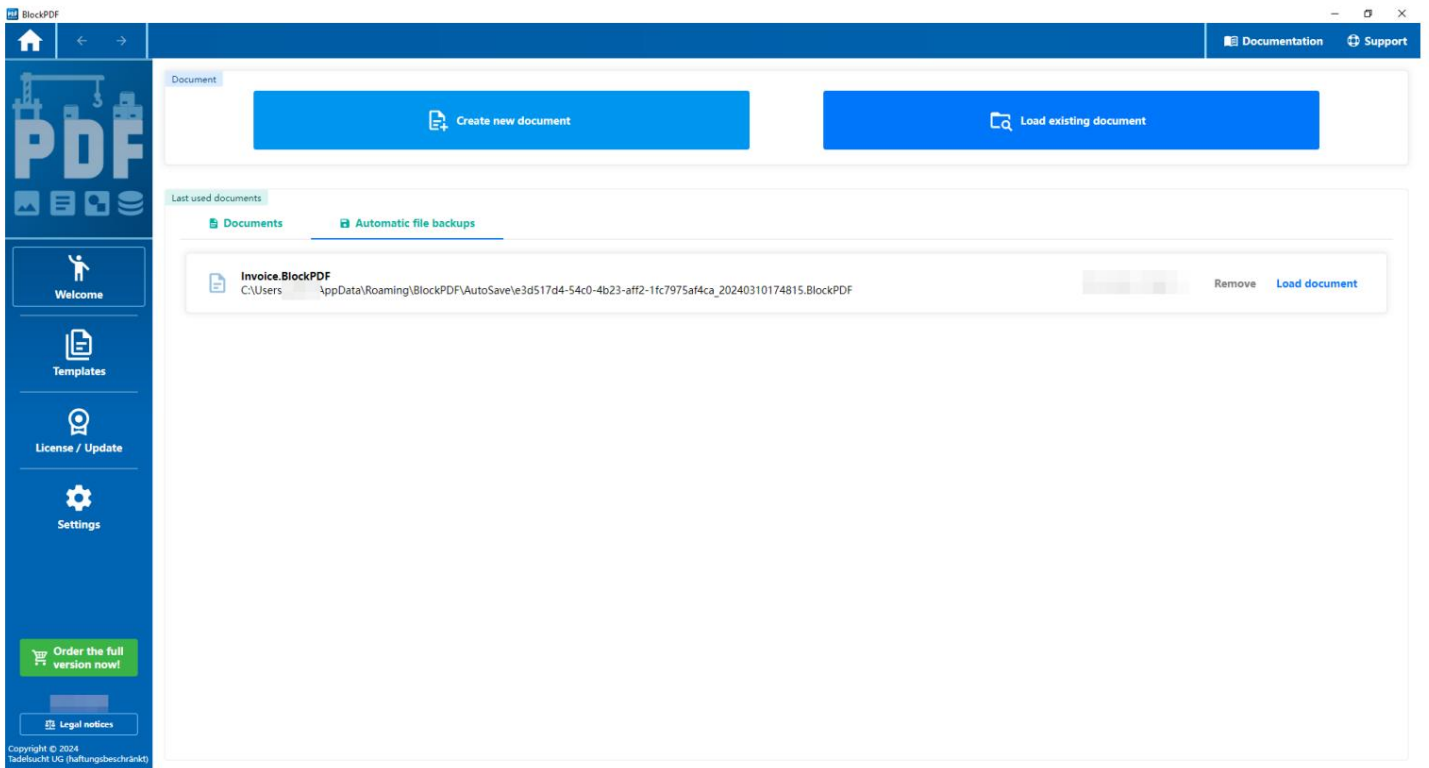 BlockPDF
Documentation
Support
PDF
Document
Create new document
Load existing document
Last used documents
Documents
Automatic file backups
Invoice.BlockPDF
C:\Users AppData\Roaming\BlockPDF\AutoSave\e3d517d4-54c0-4b23-aff2-1fc7975af4ca_20240310174815.BlockPDF
Remove
Load document
Welcome
Templates
License / Update
Settings
Order the full
version now!
Legal notices
Copyright © 2024
Tadelsucht UG (haftungsbeschränkt)